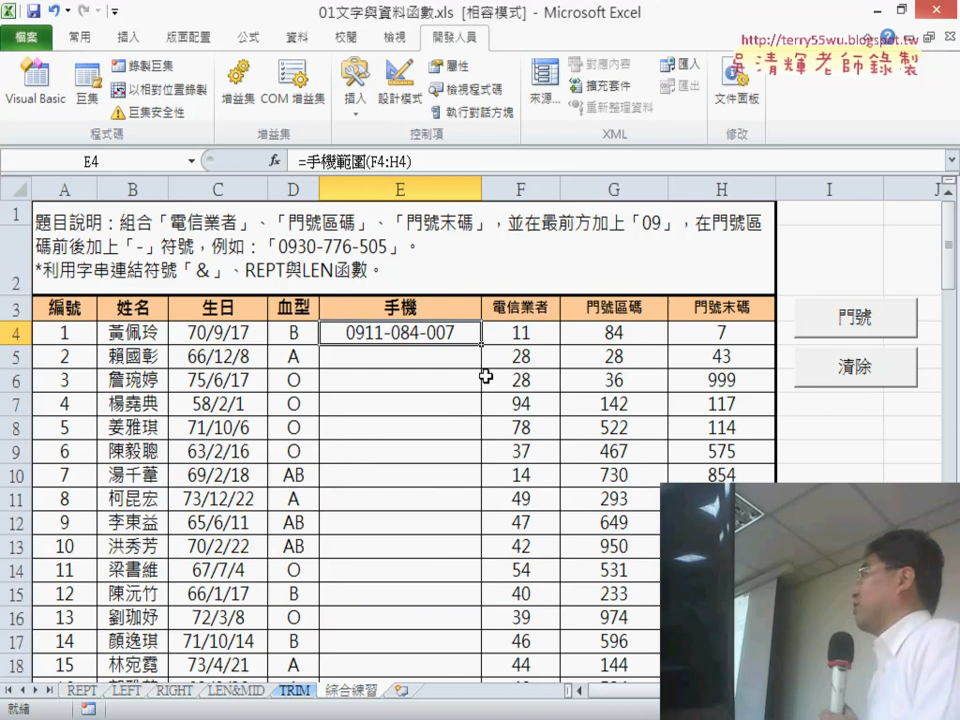 01文字與資料函數.xls [相容模式] - Microsoft Excel
檔案 常用 插入 版面配置 公式 資料 校閱 檢視 開發人員
http://terry55wu.blogspot.tw
吳清輝老師錄製
Visual Basic 巨集 錄製巨集 以相對位置錄製 巨集安全性 程式碼
增益集 COM 增益集 增益集
插入 設計模式 屬性 檢視程式碼 執行對話方塊 控制項
來源... 對應內容 擴充套件 重新整理資料 匯入 匯出 XML
文件面板 修改
E4 fx =手機範圍(F4:H4)
A B C D E F G H I J
1 題目說明：組合「電信業者」、「門號區碼」、「門號末碼」，並在最前方加上「09」，在門號區
碼前後加上「-」符號，例如：「0930-776-505」。
2 *利用字串連結符號「&」、REPT與LEN函數。
3 編號 姓名 生日 血型 手機 電信業者 門號區碼 門號末碼
4 1 黃佩玲 70/9/17 B 0911-084-007 11 84 7
門號
5 2 賴國彰 66/12/8 A 28 28 43
清除
6 3 詹琬婷 75/6/17 O 28 36 999
7 4 楊堯典 58/2/1 O 94 142 117
8 5 姜雅琪 71/10/6 O 78 522 114
9 6 陳毅聰 63/2/16 O 37 467 575
10 7 湯千葦 69/2/18 AB 14 730 854
11 8 柯昆宏 73/12/22 A 49 293
12 9 李東益 65/6/11 AB 47 649
13 10 洪秀芳 70/2/22 AB 42 950
14 11 梁書維 67/7/4 O 54 531
15 12 陳沅竹 66/1/17 B 40 233
16 13 劉珈妤 72/3/8 O 39 974
17 14 顏逸琪 71/10/14 B 46 596
18 15 林宛霓 73/4/21 A 44 144
REPT LEFT RIGHT LEN&MID TRIM 綜合練習
就緒